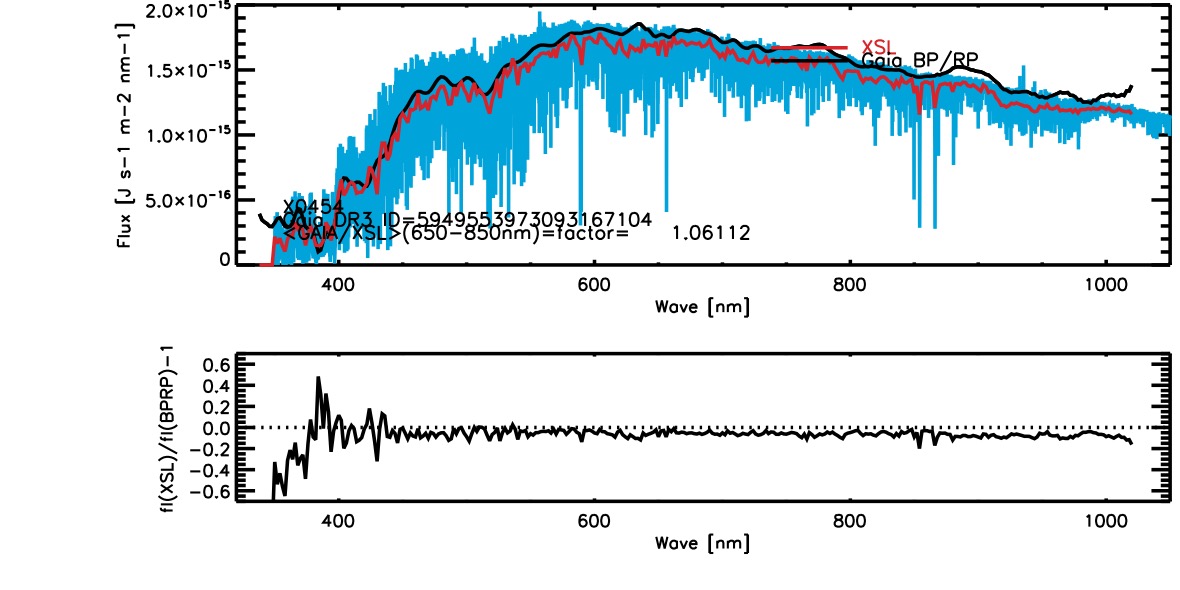 2.0×10−15
1.5×10−15
1.0×10−15
5.0×10−16
0
Flux [J s−1 m−2 nm−1]
XSL
Gaia BP/RP
X0454
Gaia DR3 ID=5949553973093167104
<GAIA/XSL>(650−850nm)=factor= 1.06112
400 600 800 1000
Wave [nm]
0.6
0.4
0.2
0.0
−0.2
−0.4
−0.6
fl(XSL)/fl(BPRP)−1
400 600 800 1000
Wave [nm]